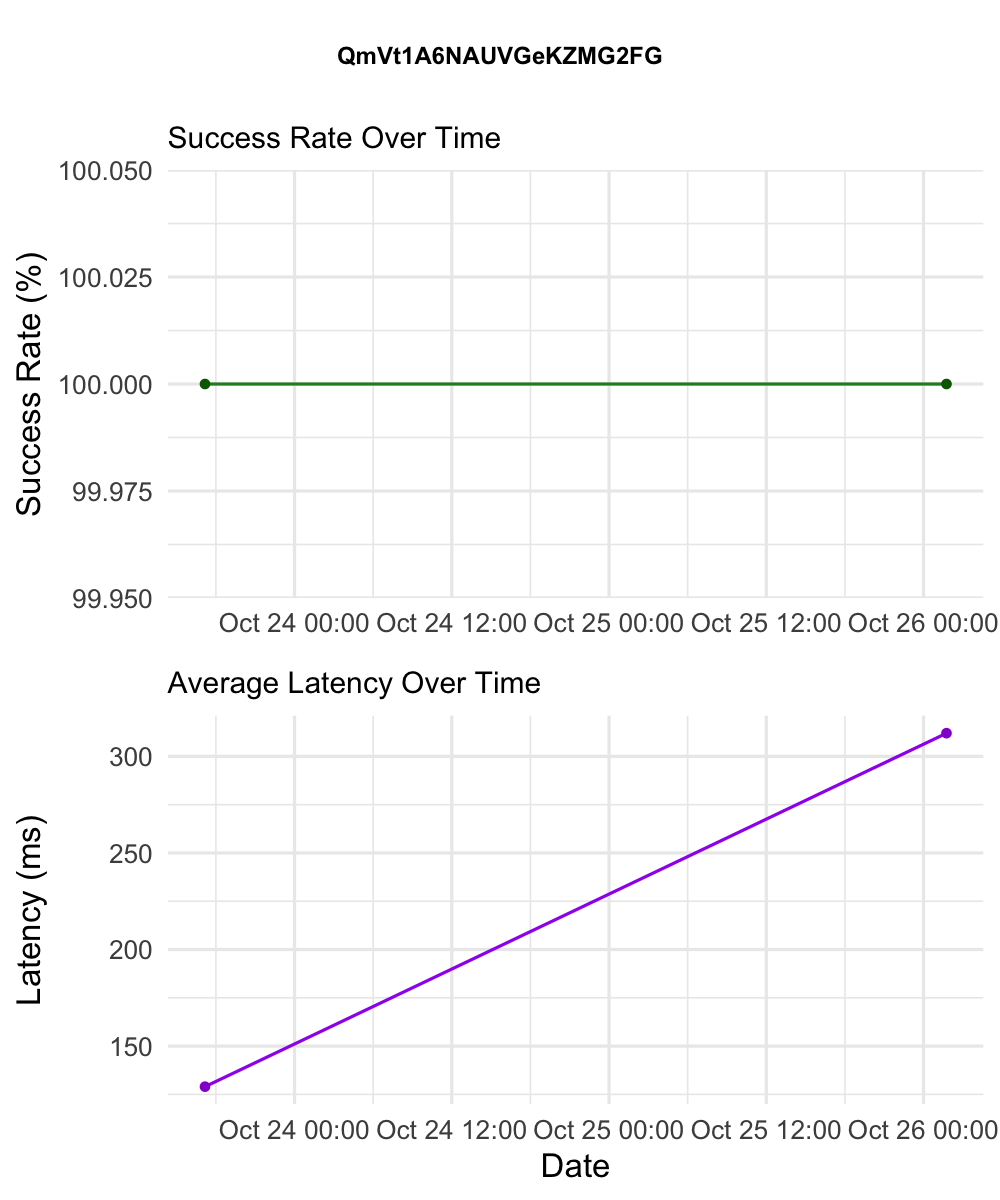 QmVt1A6NAUVGeKZMG2FG
Success Rate Over Time
Success Rate (%)
100.050
100.025
100.000
99.975
99.950
Oct 24 00:00 Oct 24 12:00 Oct 25 00:00 Oct 25 12:00 Oct 26 00:00
Average Latency Over Time
Latency (ms)
300
250
200
150
Oct 24 00:00 Oct 24 12:00 Oct 25 00:00 Oct 25 12:00 Oct 26 00:00
Date